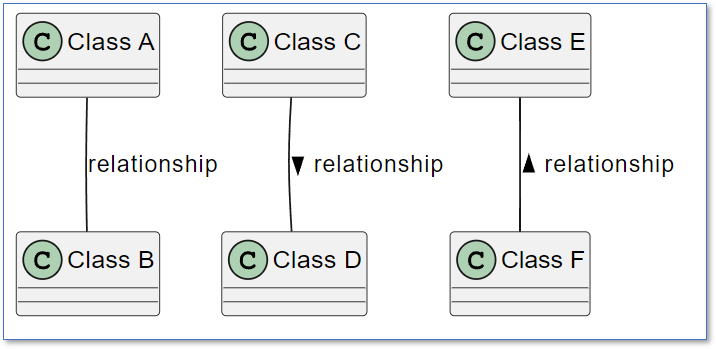 C Class A
C Class C
C Class E
relationship
relationship
relationship
C Class B
C Class D
C Class F